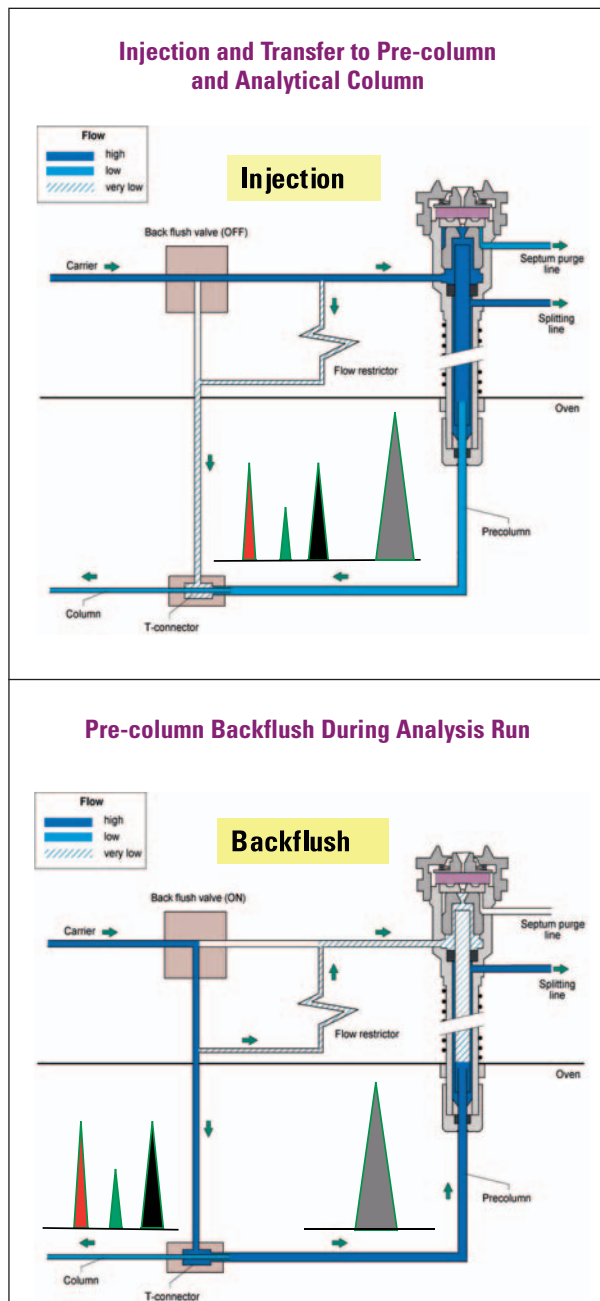 Injection and Transfer to Pre-column
and Analytical Column
Flow
high
low
very low
Injection
Back flush valve (OFF)
Carrier
Septum purge
line
Splitting
line
Flow restrictor
Oven
Precolumn
Column
T-connector
Pre-column Backflush During Analysis Run
Flow
high
low
very low
Backflush
Back flush valve (ON)
Carrier
Septum purge
line
Splitting
line
Flow restrictor
Oven
Precolumn
Column
T-connector